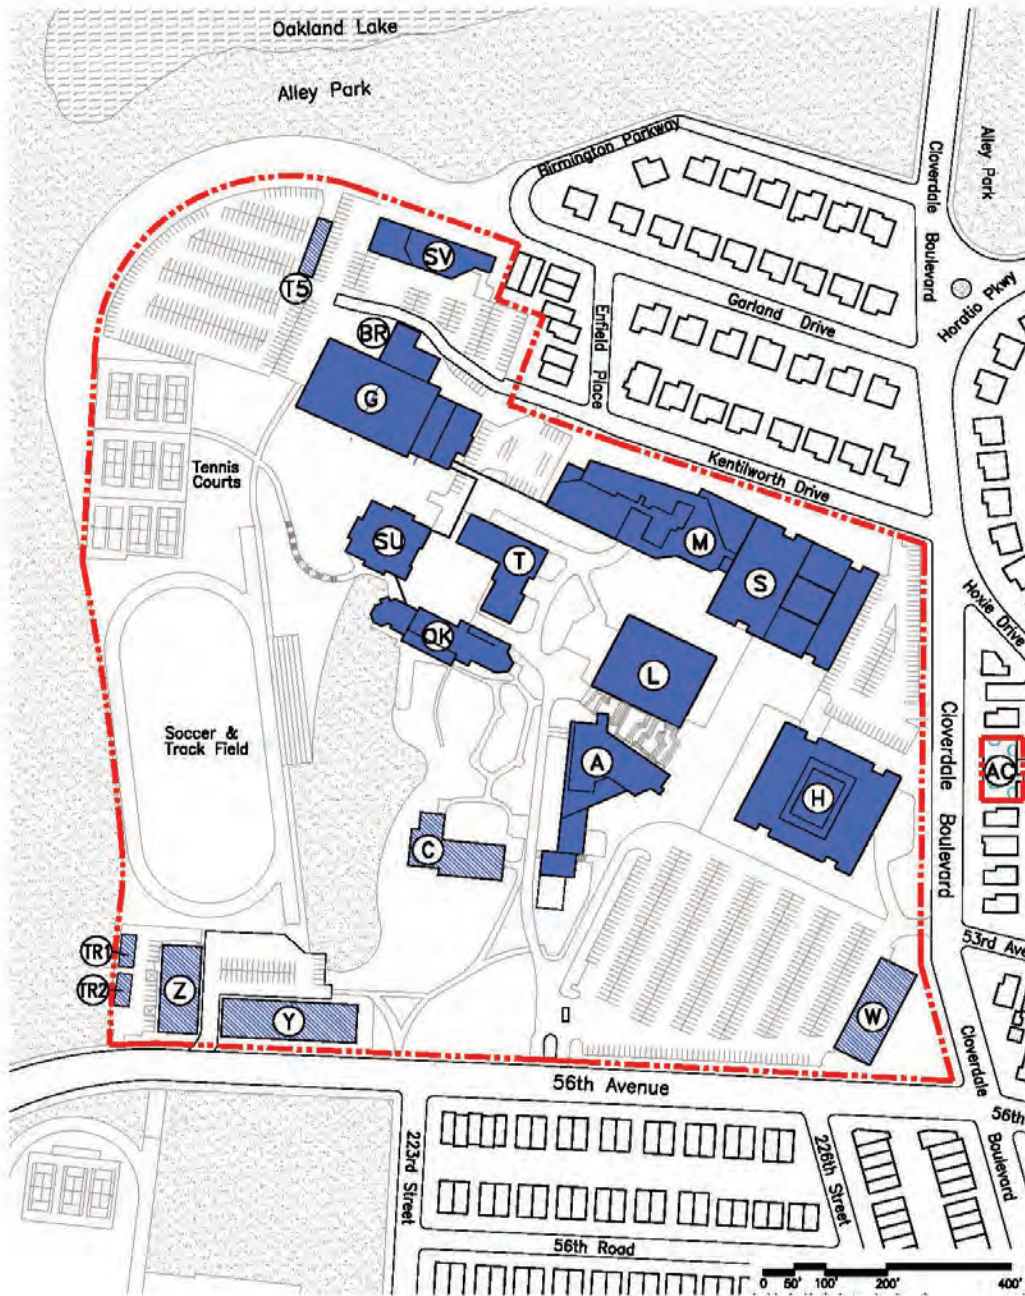 Oakland Lake
Alley Park
Birmington Parkway
Cloverdale
Boulevard
Alley Park
SV
T5
Garland Drive
Horatio Pkwy
BR
Enfield Place
G
Tennis
Courts
Kentilworth Drive
SU
T
M
S
Hoxie Drive
OK
L
Soccer &
Track Field
Cloverdale Boulevard
A
AC
H
C
TR1
53rd Ave
TR2
Z
Y
W
56th Avenue
Cloverdale
Boulevard
56th
223rd Street
226th Street
56th Road
0 50' 100' 200' 400'